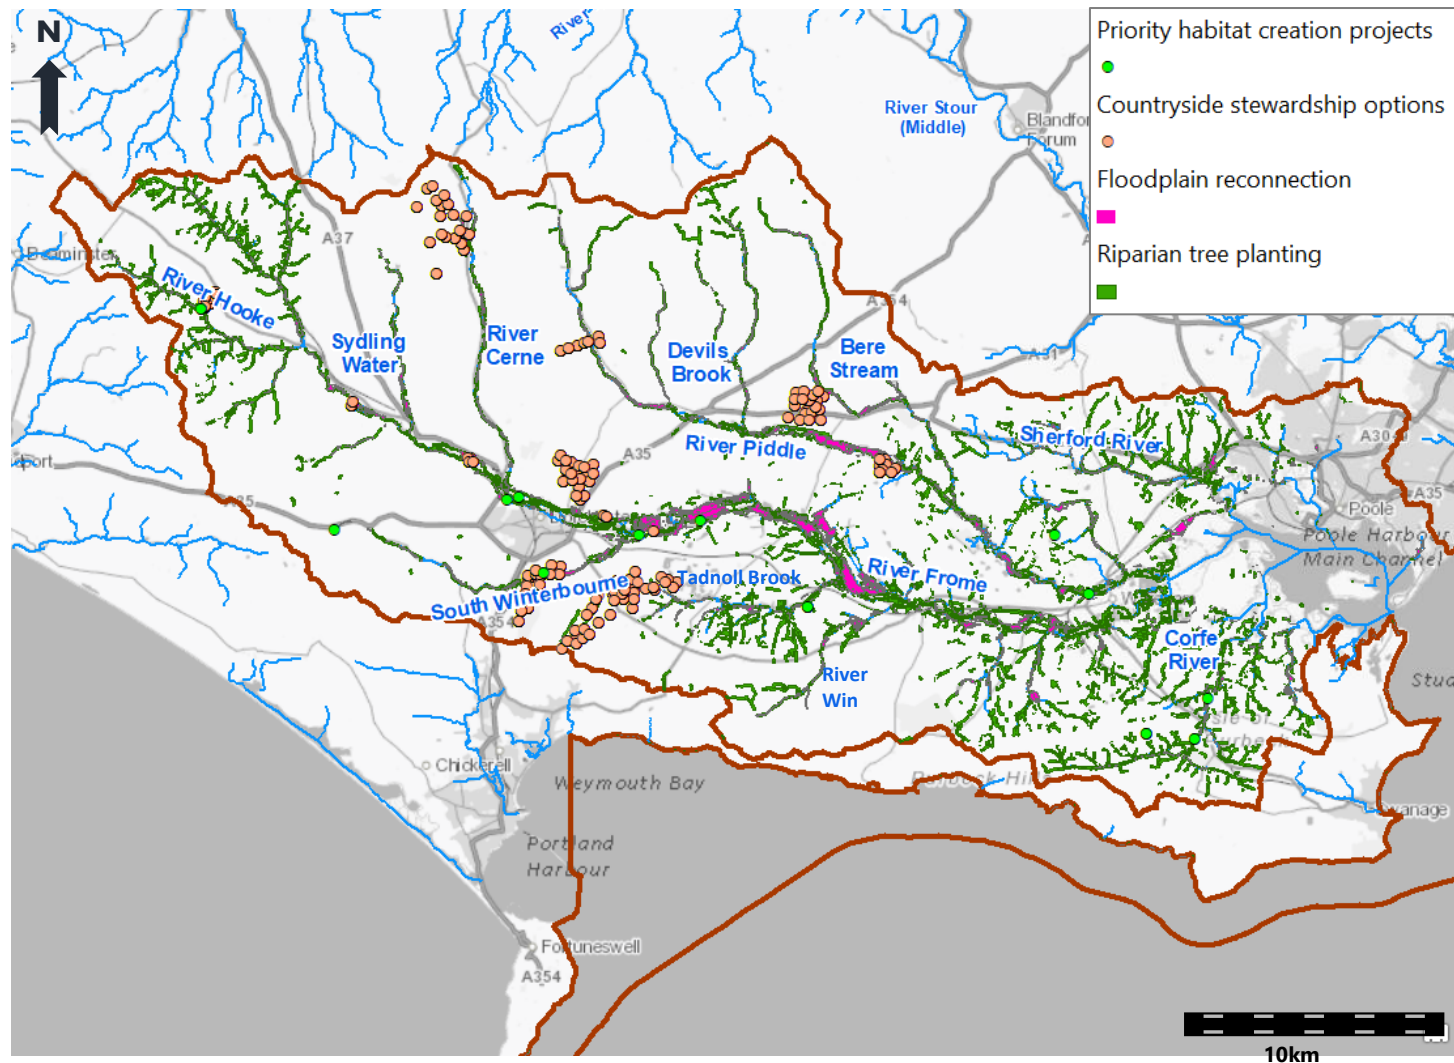 N
River
Priority habitat creation projects
Countryside stewardship options
Floodplain reconnection
Riparian tree planting
River Stour
(Middle)
Forum
A37
River Hooke
Sydling
Water
River
Cerne
Devils
Brook
Bere
Stream
A354
A31
River Piddle
Sherford River
A35
A35
A35
Poole
Poole Harbour
Main Channel
South Winterbourne
Tadnoll Brook
River Frome
A354
Corfe
River
River
Win
Chickerell
Weymouth Bay
Portland
Harbour
Fortuneswell
A354
10km